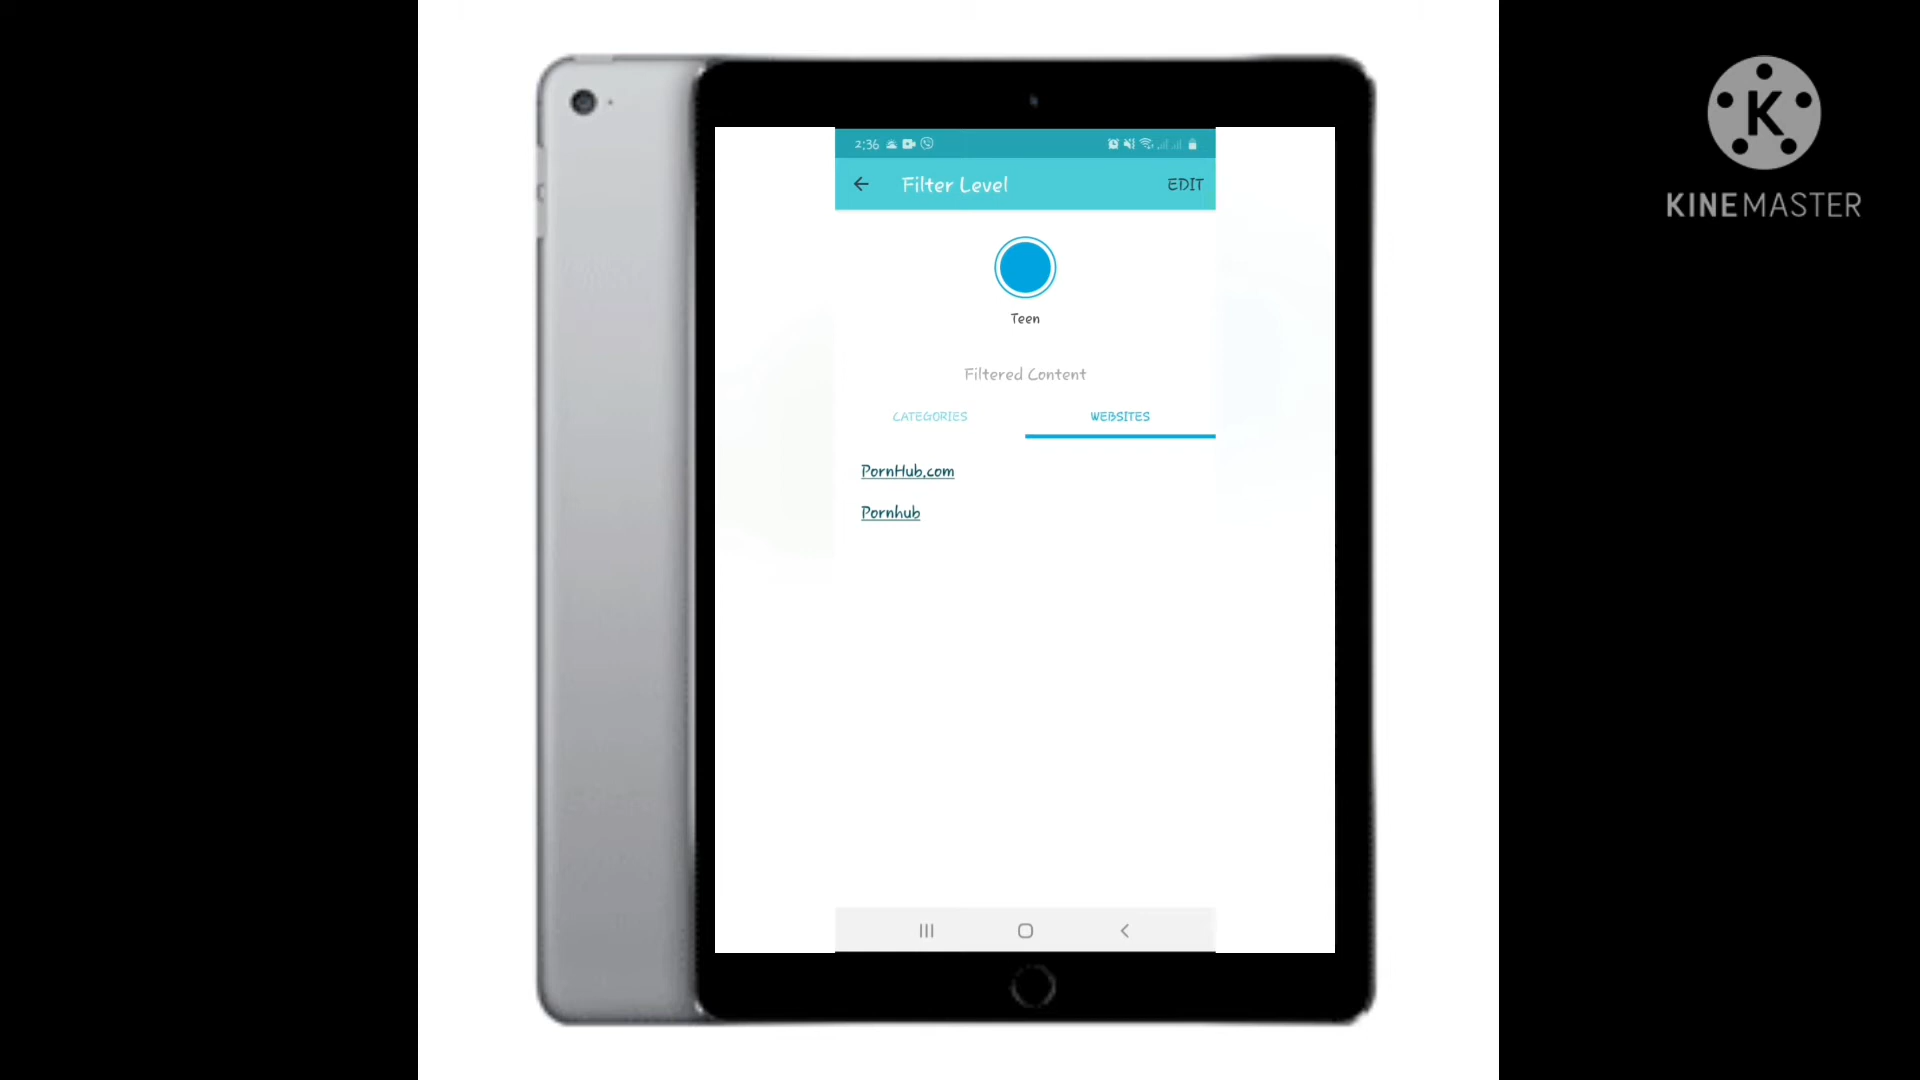 2:36
Filter Level
EDIT
Teen
Filtered Content
CATEGORIES
WEBSITES
PornHub.com
Pornhub
K
KINEMASTER